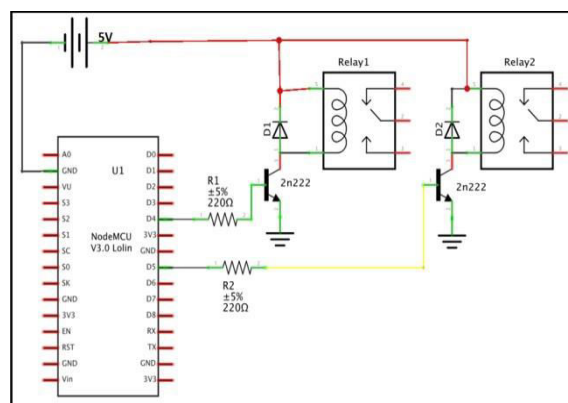 5V
Relay1
Relay2
D1
D2
2n222
2n222
U1
NodeMCU
V3.0 Lolin
A0
GND
VU
S3
S2
S1
SC
S0
SK
GND
3V3
EN
RST
GND
Vin
D0
D1
D2
D3
D4
3V3
GND
D5
D6
D7
D8
RX
TX
GND
3V3
R1
±5%
220Ω
R2
±5%
220Ω